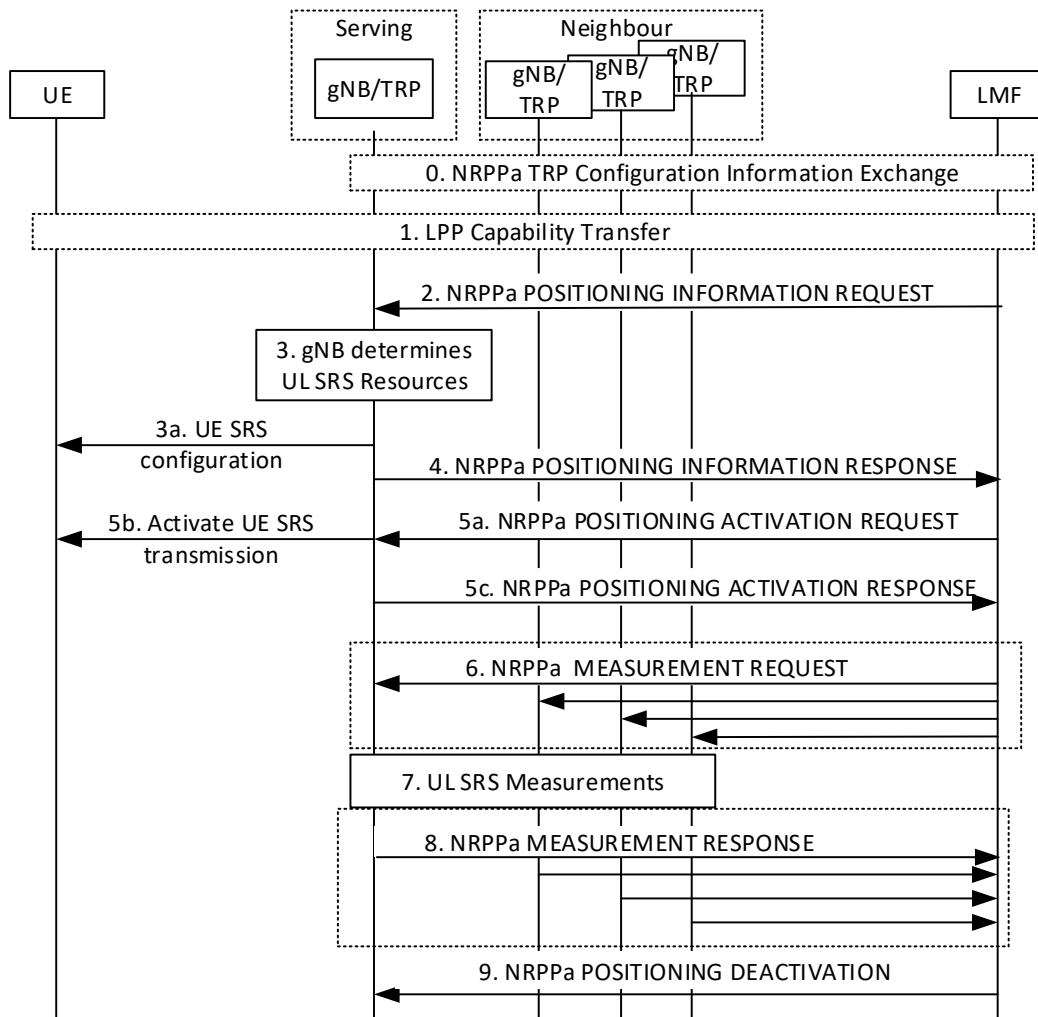 Serving
Neighbour
UE
gNB/TRP
gNB/
TRP
gNB/
TRP
gNB/
TRP
LMF
0. NRPPa TRP Configuration Information Exchange
1. LPP Capability Transfer
2. NRPPa POSITIONING INFORMATION REQUEST
3. gNB determines
UL SRS Resources
3a. UE SRS
configuration
4. NRPPa POSITIONING INFORMATION RESPONSE
5b. Activate UE SRS
transmission
5a. NRPPa POSITIONING ACTIVATION REQUEST
5c. NRPPa POSITIONING ACTIVATION RESPONSE
6. NRPPa MEASUREMENT REQUEST
7. UL SRS Measurements
8. NRPPa MEASUREMENT RESPONSE
9. NRPPa POSITIONING DEACTIVATION